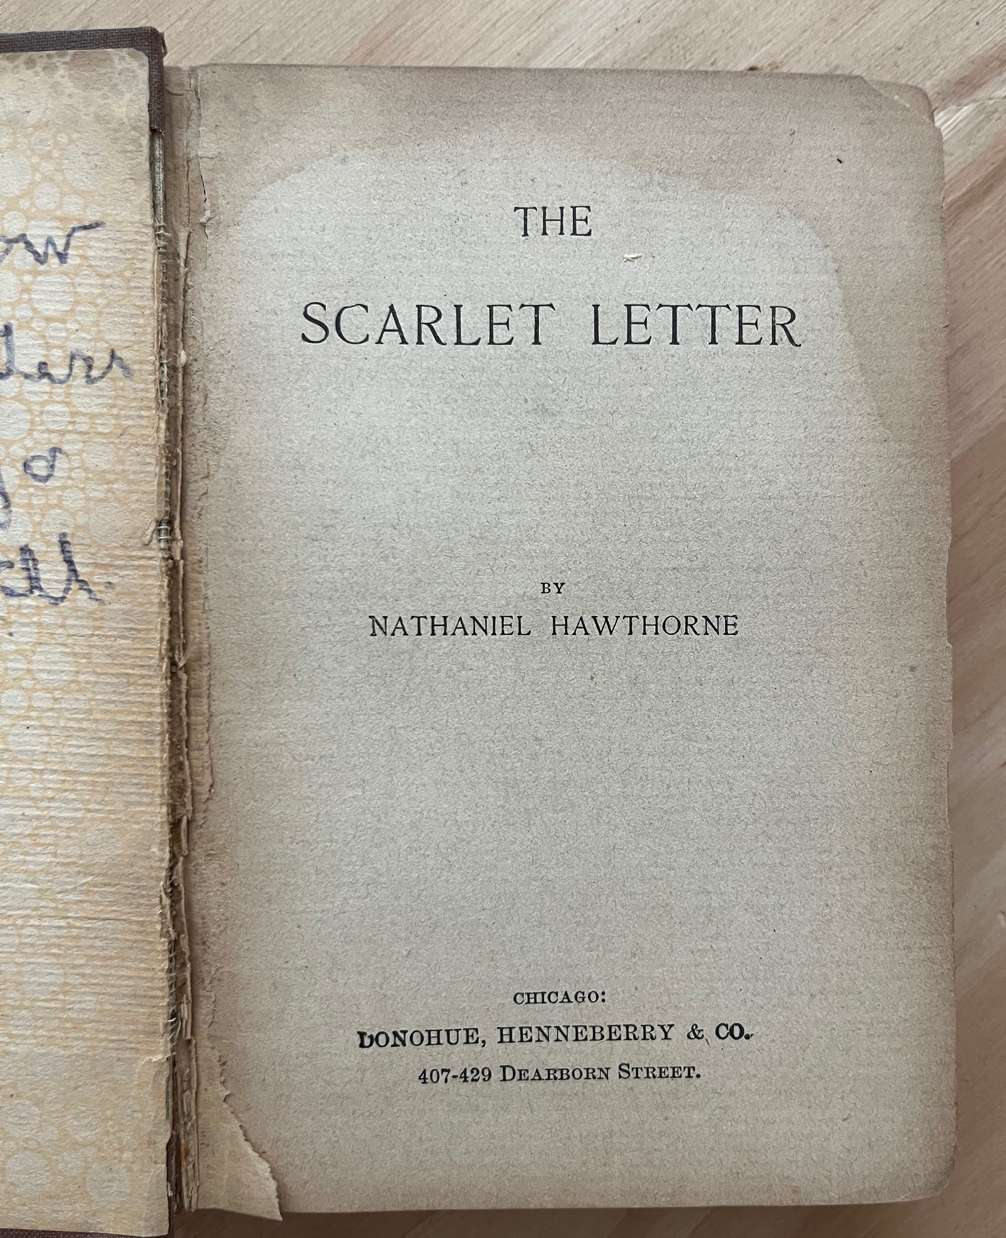 THE
SCARLET LETTER
BY
NATHANIEL HAWTHORNE
CHICAGO:
DONOHUE, HENNEBERRY & CO.
407-429 DEARBORN STREET.